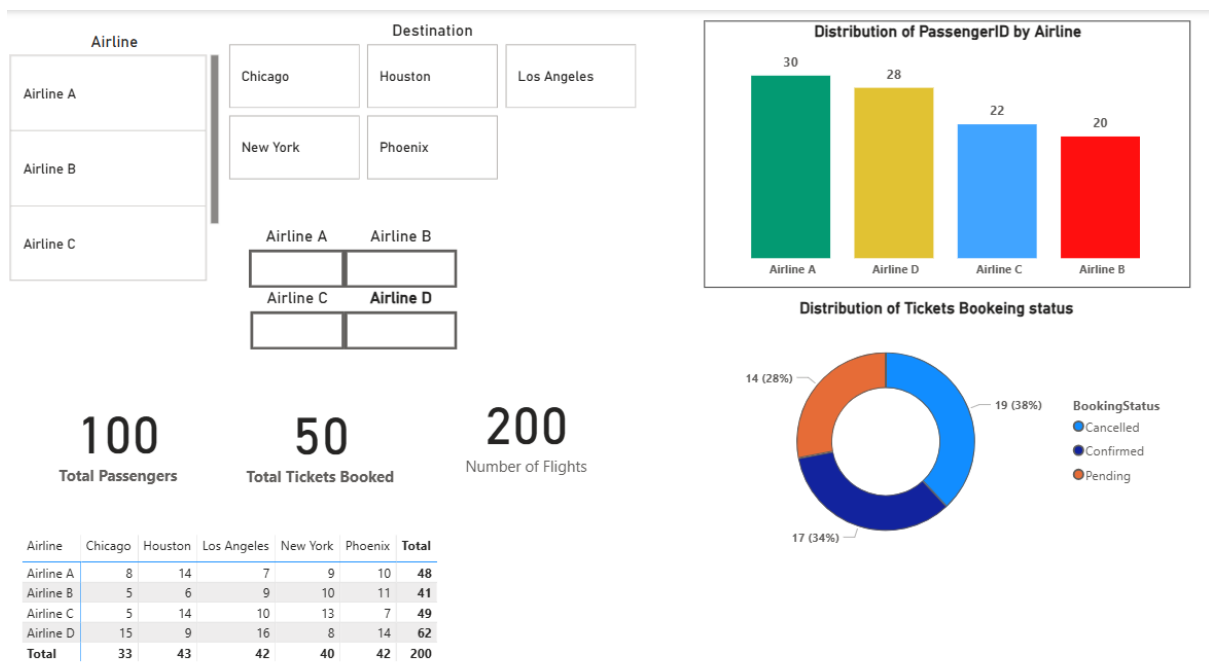 Airline
Airline A
Airline B
Airline C
Destination
Chicago
Houston
Los Angeles
New York
Phoenix
Airline A Airline B
Airline C Airline D
100
Total Passengers
50
Total Tickets Booked
200
Number of Flights
Airline Chicago Houston Los Angeles New York Phoenix Total
Airline A 8 14 7 9 10 48
Airline B 5 6 9 10 11 41
Airline C 5 14 10 13 7 49
Airline D 15 9 16 8 14 62
Total 33 43 42 40 42 200
Distribution of PassengerID by Airline
30 28 22 20
Airline A Airline D Airline C Airline B
Distribution of Tickets Bookeing status
14 (28%)
19 (38%)
17 (34%)
BookingStatus
Cancelled
Confirmed
Pending